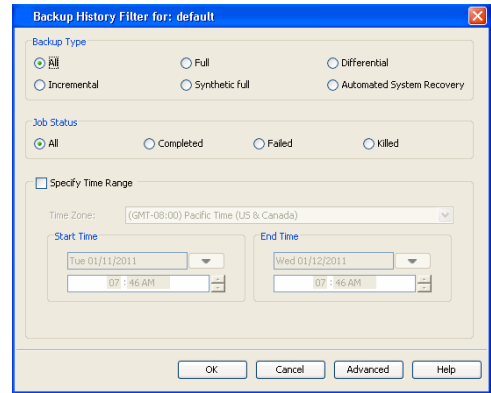 Backup History Filter for: default
Backup Type
All Full Differential
Incremental Synthetic full Automated System Recovery
Job Status
All Completed Failed Killed
Specify Time Range
Time Zone: (GMT-08:00) Pacific Time (US & Canada)
Start Time End Time
Tue 01/11/2011 Wed 01/12/2011
07 : 46 AM 07 : 46 AM
OK Cancel Advanced Help